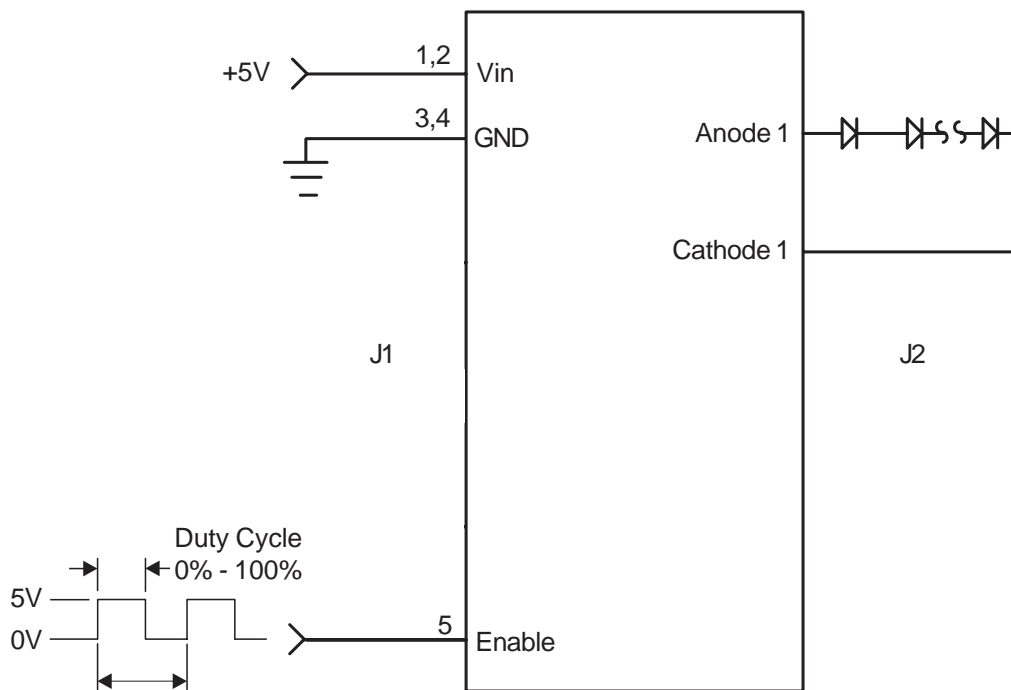 1,2
+5V
Vin
3,4
GND
Anode 1
Cathode 1
J1
J2
Duty Cycle
0% - 100%
5V
0V
5
Enable